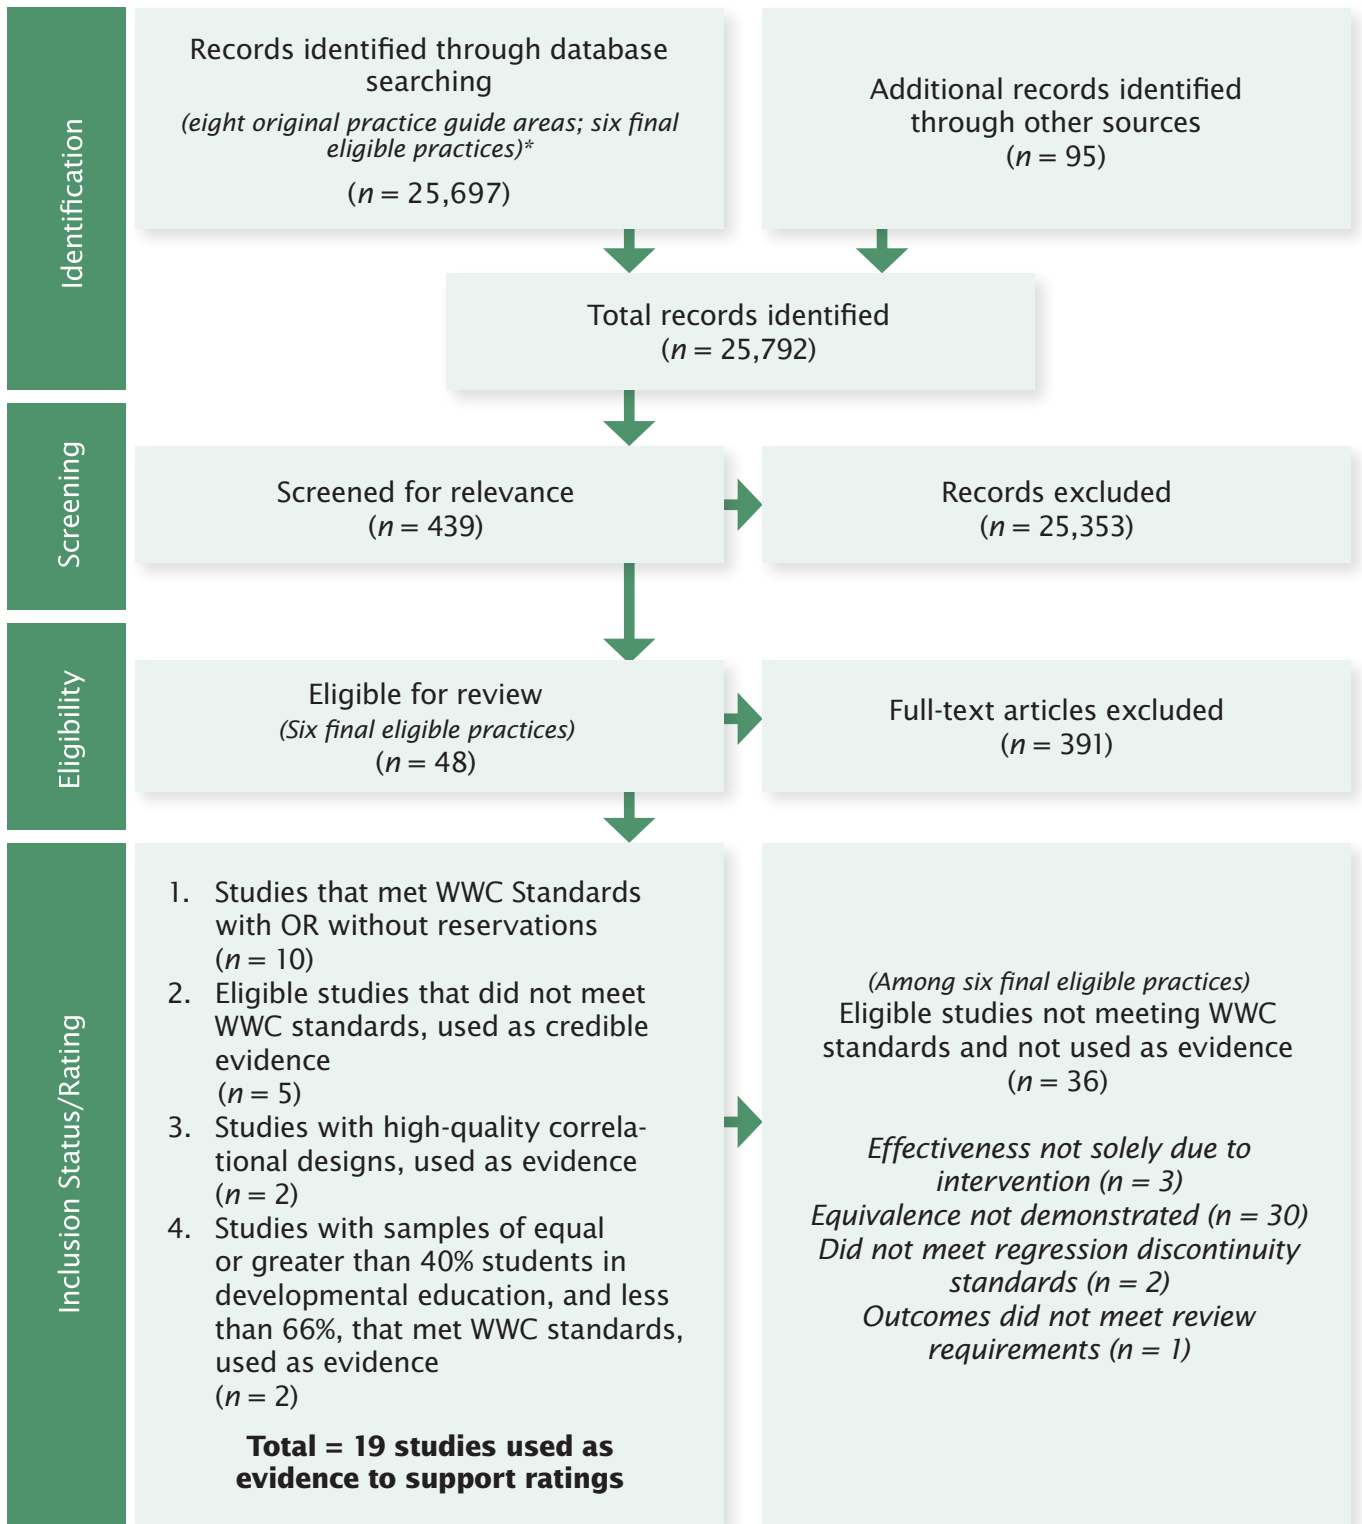 Identification
Records identified through database
searching
(eight original practice guide areas; six final
eligible practices)*
(n = 25,697)
Additional records identified
through other sources
(n = 95)
Total records identified
(n = 25,792)
Screening
Screened for relevance
(n = 439)
Records excluded
(n = 25,353)
Eligibility
Eligible for review
(Six final eligible practices)
(n = 48)
Full-text articles excluded
(n = 391)
Inclusion Status/Rating
1. Studies that met WWC Standards
with OR without reservations
(n = 10)
2. Eligible studies that did not meet
WWC standards, used as credible
evidence
(n = 5)
3. Studies with high-quality correla-
tional designs, used as evidence
(n = 2)
4. Studies with samples of equal
or greater than 40% students in
developmental education, and less
than 66%, that met WWC standards,
used as evidence
(n = 2)
Total = 19 studies used as
evidence to support ratings
(Among six final eligible practices)
Eligible studies not meeting WWC
standards and not used as evidence
(n = 36)
Effectiveness not solely due to
intervention (n = 3)
Equivalence not demonstrated (n = 30)
Did not meet regression discontinuity
standards (n = 2)
Outcomes did not meet review
requirements (n = 1)